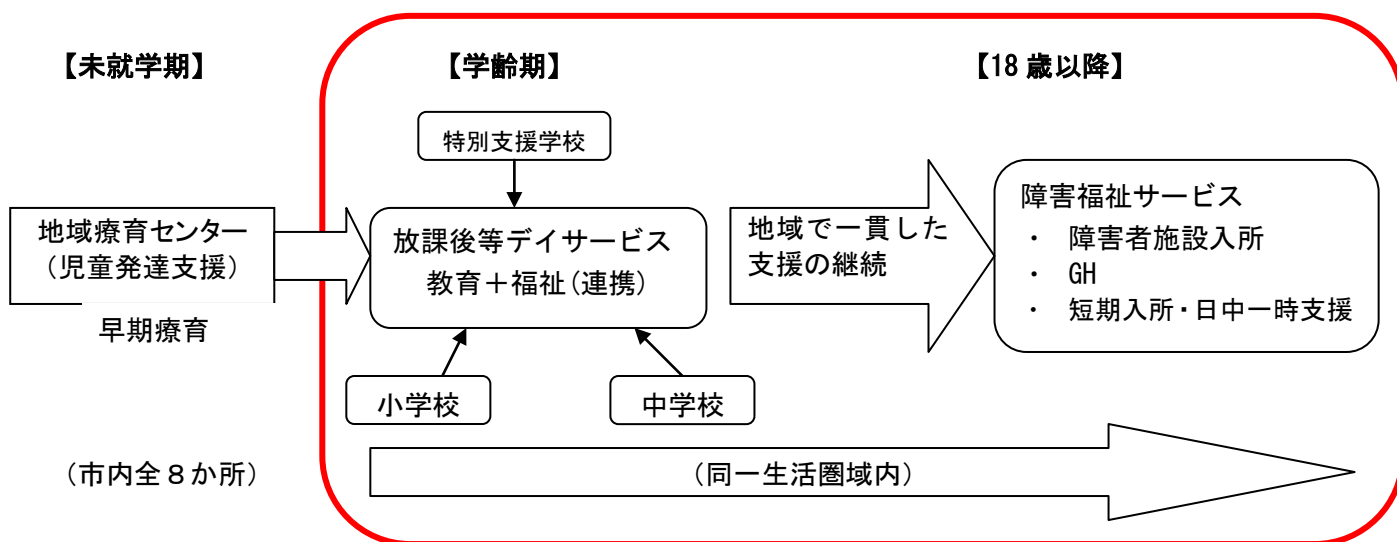 【未就学期】
【学齢期】
【18歳以降】
特別支援学校
地域療育センター
（児童発達支援）
早期療育
放課後等デイサービス
教育＋福祉（連携）
地域で一貫した
支援の継続
障害福祉サービス
・ 障害者施設入所
・ GH
・ 短期入所・日中一時支援
小学校
中学校
（市内全８か所）
（同一生活圏域内）